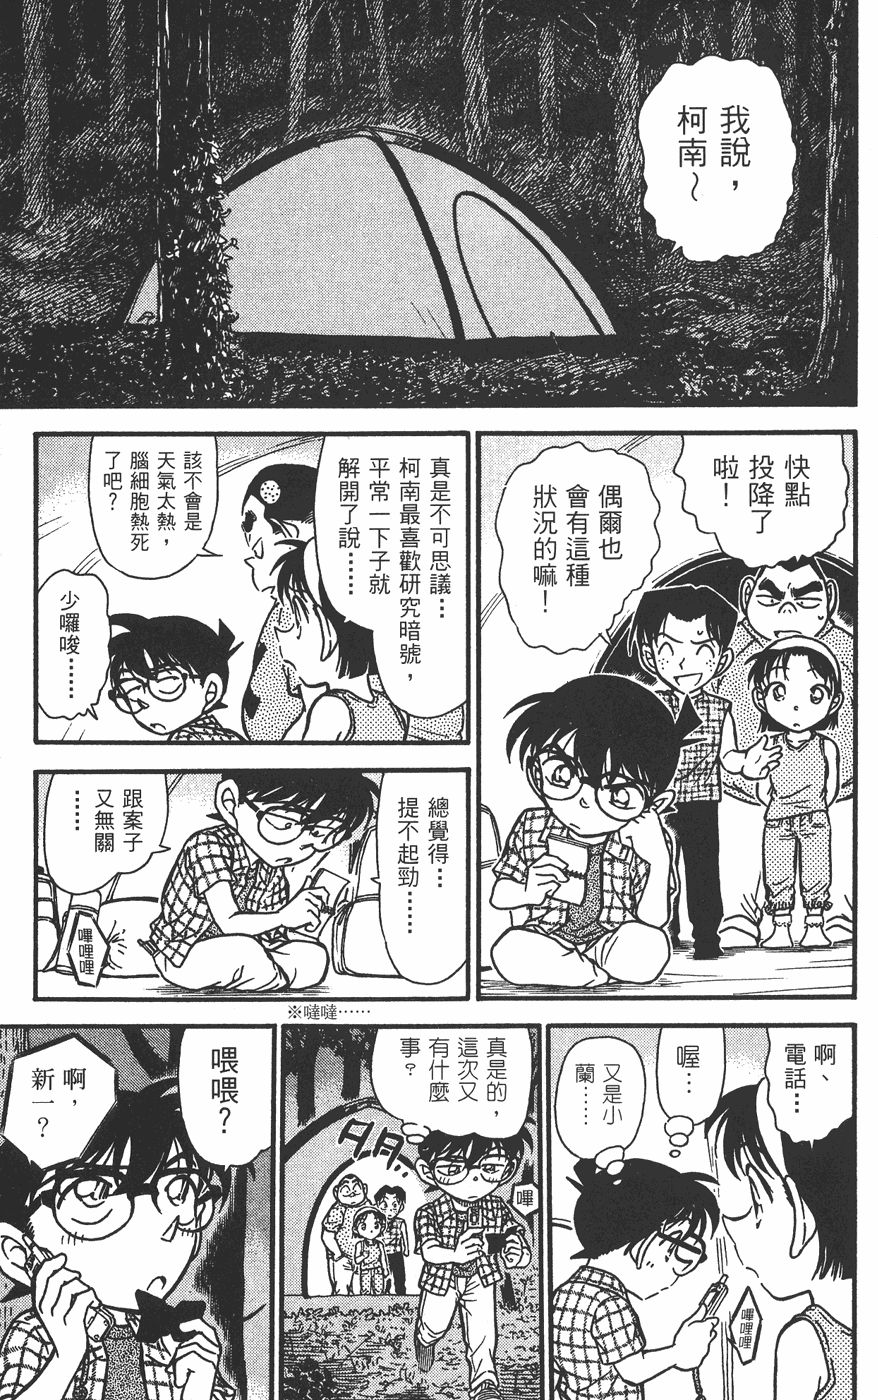 我說，
柯南～
快點
投降了
啦！
偶爾也
會有這種
狀況的嘛！
真是不可思議…
柯南最喜歡研究暗號，
平常一下子就
解開了說……
該不會是
天氣太熱，
腦細胞熱死
了吧？
少囉唆……
總覺得…
提不起勁……
跟案子
又無關
……
嗶哩哩
※噠噠……
啊、
電話…
喔…
又是小
蘭……
嗶哩哩
真是的，
這次又
有什麼
事？
タタ…
嗶
喂喂？
啊，
新一？